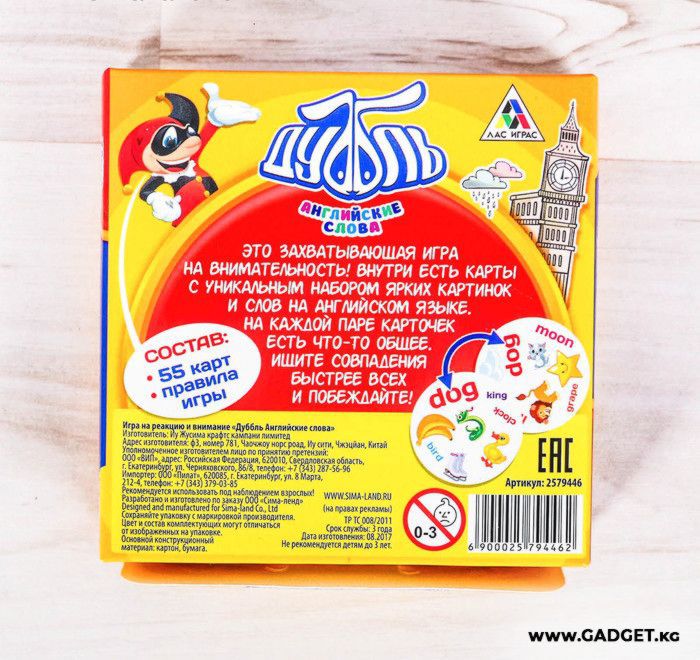 ДУББЛЬ
АНГЛИЙСКИЕ
СЛОВА
ЛАС ИГРАС
ЭТО ЗАХВАТЫВАЮЩАЯ ИГРА
НА ВНИМАТЕЛЬНОСТЬ! ВНУТРИ ЕСТЬ КАРТЫ
С УНИКАЛЬНЫМ НАБОРОМ ЯРКИХ КАРТИНОК
И СЛОВ НА АНГЛИЙСКОМ ЯЗЫКЕ.
НА КАЖДОЙ ПАРЕ КАРТОЧЕК
ЕСТЬ ЧТО-ТО ОБЩЕЕ.
ИЩИТЕ СОВПАДЕНИЯ
БЫСТРЕЕ ВСЕХ
И ПОБЕЖДАЙТЕ!
СОСТАВ:
• 55 карт
• правила
игры
moon
dog
grape
dog
king
clock
bird
Игра на реакцию и внимание «Дуббль Английские слова»
Изготовитель: Иу Жусима крафтс кампани лимитед
Адрес изготовителя: ф3, номер 781, Чаочжоу норс роад, Иу сити, Чжэцйан, Китай
Уполномоченное изготовителем лицо по принятию претензий:
ООО «ВИП», адрес: Российская Федерация, 620010, Свердловская область,
г. Екатеринбург, ул. Черняховского, 86/8, телефон: +7 (343) 287-56-96
Импортер: ООО «Пилат», 620085, г. Екатеринбург, ул. 8 Марта,
212-4, телефон: +7 (343) 379-03-85
Рекомендуется использовать под наблюдением взрослых!
Разработано и изготовлено по заказу ООО «Сима-ленд»
Designed and manufactured for Sima-land Co., Ltd
Сохраняйте упаковку с маркировкой производителя.
Цвет и состав комплектующих могут отличаться
от изображенных на упаковке.
Основной конструкционный
материал: картон, бумага.
WWW.SIMA-LAND.RU
(на правах рекламы)
ТР ТС 008/2011
Срок службы: 3 года
Дата изготовления: 08.2017
Не рекомендуется детям до 3 лет.
0-3
EAC
Артикул: 2579446
6 900025 794462
WWW.GADGET.KG